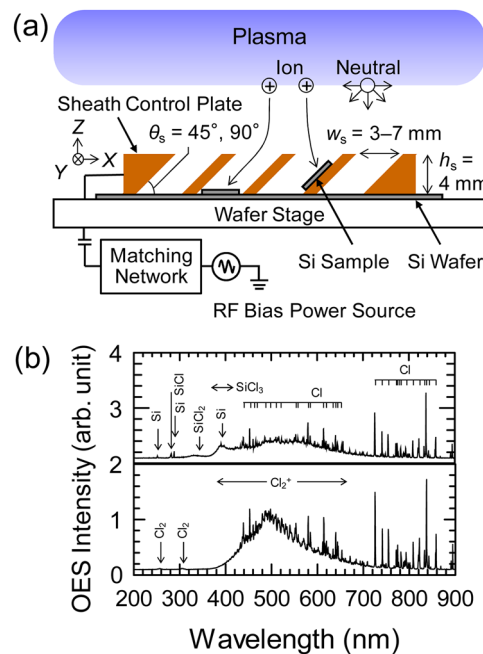 (a)
Plasma
Ion
Neutral
Sheath Control Plate
Z
Y
X
θs = 45°, 90°
ws = 3–7 mm
hs =
4 mm
Wafer Stage
Matching
Network
Si Sample
Si Wafer
RF Bias Power Source
(b)
OES Intensity (arb. unit)
4
2
0
2
1
0
Si
Si SiCl
SiCl2
Si
SiCl3
Cl
Cl
Cl2
Cl2
Cl2+
200 300 400 500 600 700 800 900
Wavelength (nm)